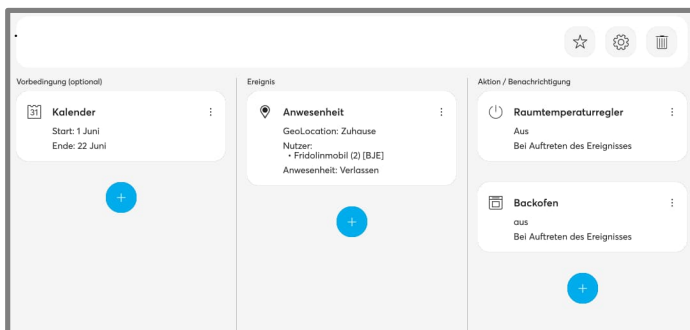 Vorbedingung (optional)
31 Kalender
Start: 1 Juni
Ende: 22 Juni
Ereignis
Anwesenheit
GeoLocation: Zuhause
Nutzer:
• Fridolinmobil (2) [BJE]
Anwesenheit: Verlassen
Aktion / Benachrichtigung
Raumtemperaturregler
Aus
Bei Auftreten des Ereignisses
Backofen
aus
Bei Auftreten des Ereignisses